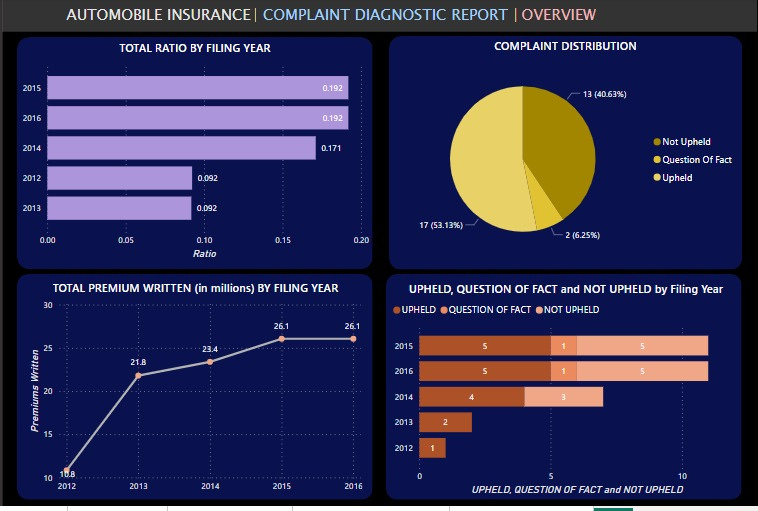 AUTOMOBILE INSURANCE| COMPLAINT DIAGNOSTIC REPORT | OVERVIEW
TOTAL RATIO BY FILING YEAR
2015 0.192
2016 0.192
2014 0.171
2012 0.092
2013 0.092
0.00 0.05 0.10 0.15 0.20
Ratio
COMPLAINT DISTRIBUTION
13 (40.63%)
17 (53.13%)
2 (6.25%)
Not Upheld
Question Of Fact
Upheld
TOTAL PREMIUM WRITTEN (in millions) BY FILING YEAR
Premiums Written
30
25
20
15
10
10.8
21.8
23.4
26.1
26.1
2012 2013 2014 2015 2016
UPHELD, QUESTION OF FACT and NOT UPHELD by Filing Year
UPHELD QUESTION OF FACT NOT UPHELD
2015 5 1 5
2016 5 1 5
2014 4 3
2013 2
2012 1
0 5 10
UPHELD, QUESTION OF FACT and NOT UPHELD